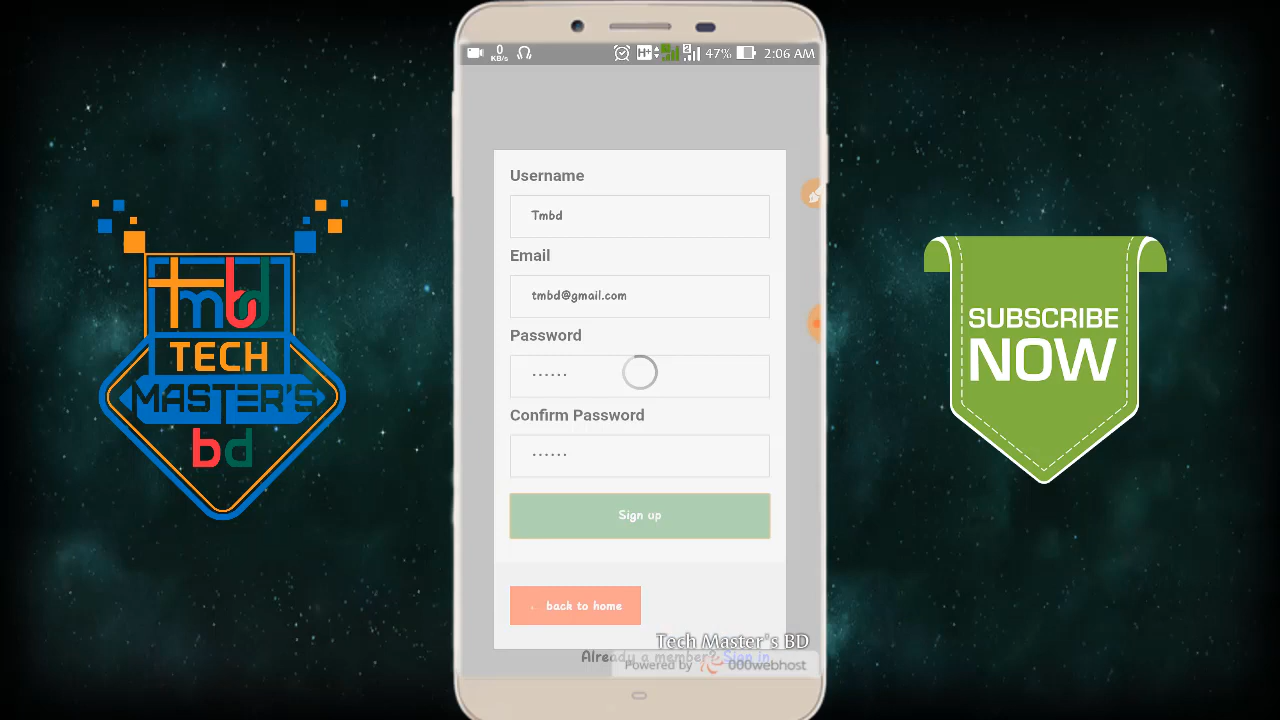 0
KB/s
H+
2
47%
2:06 AM
Username
Tmbd
Email
tmbd@gmail.com
Password
••••••
Confirm Password
••••••
Sign up
← back to home
Already a member? Sign in
Tech Master's BD
Powered by 000webhost
tmbd
TECH
MASTER'S
bd
SUBSCRIBE
NOW